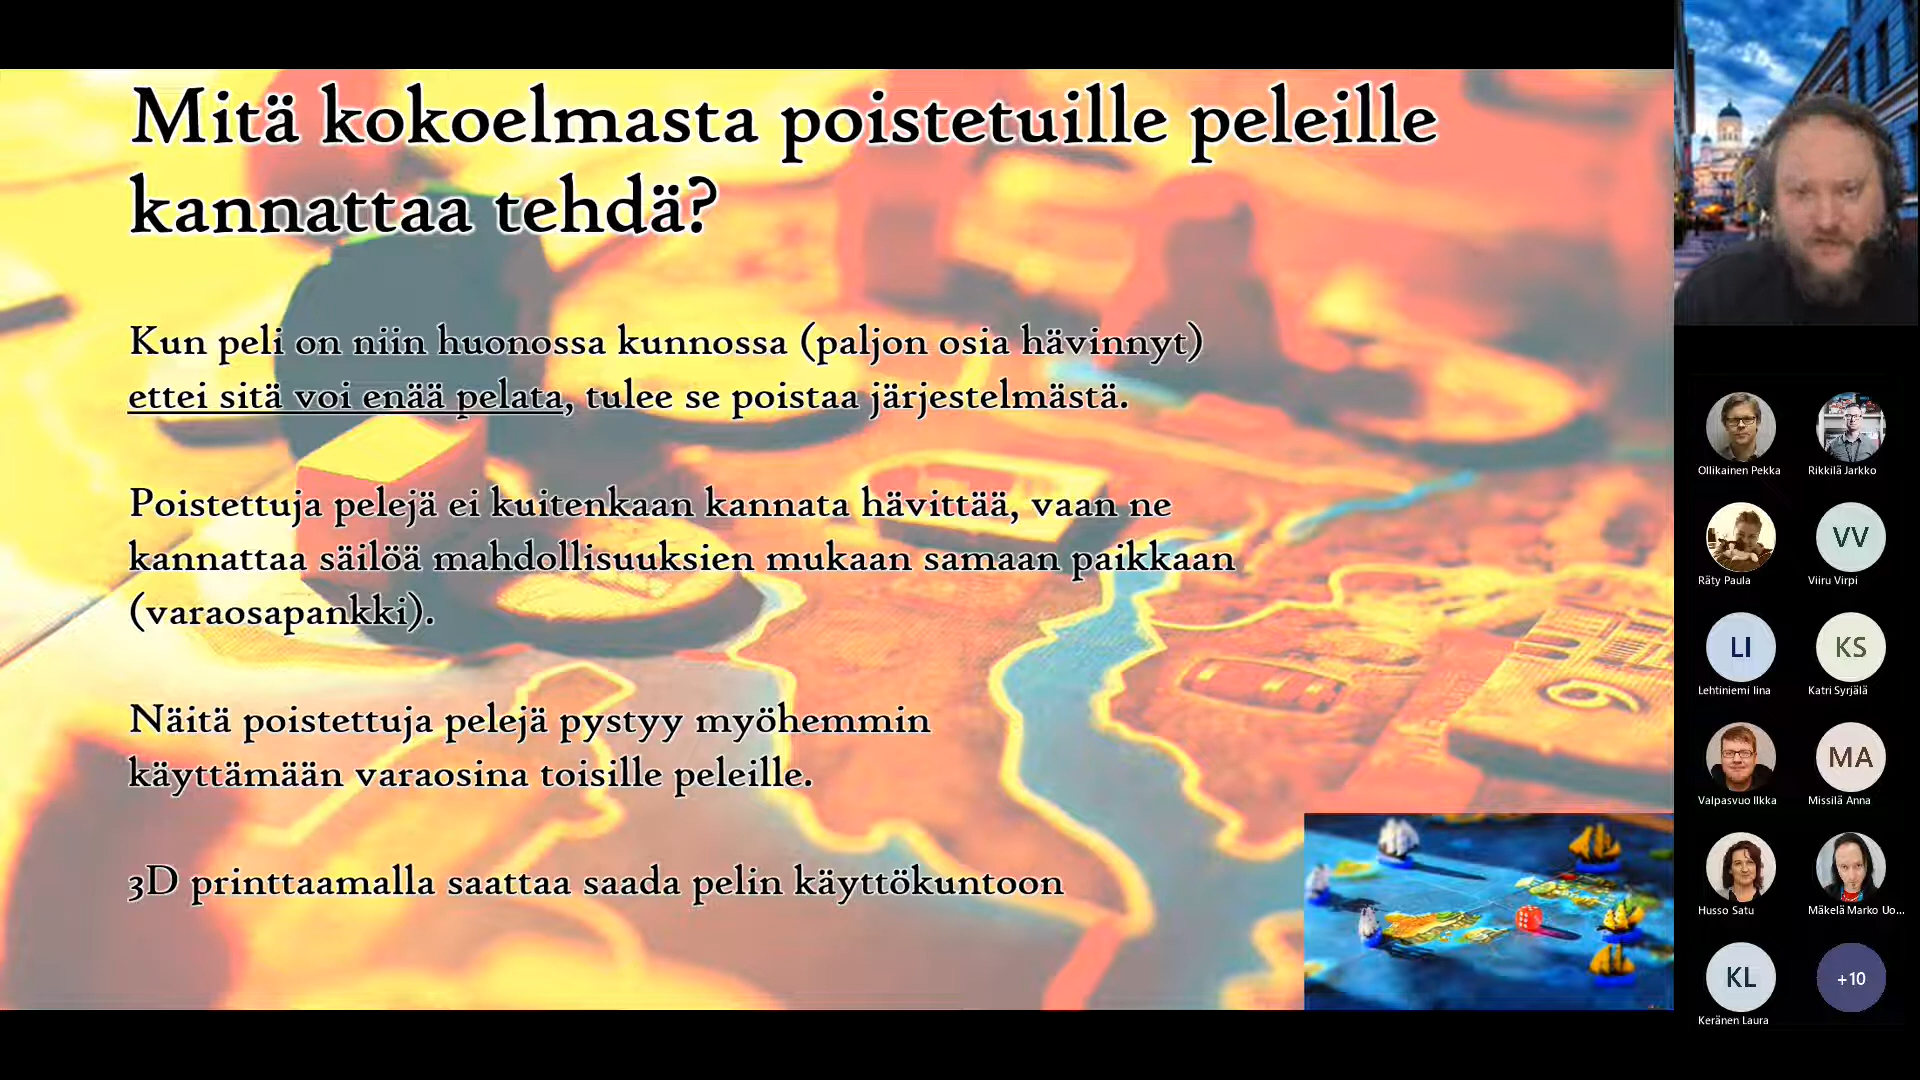 Mitä kokoelmasta poistetuille peleille
kannattaa tehdä?
Kun peli on niin huonossa kunnossa (paljon osia hävinnyt)
ettei sitä voi enää pelata, tulee se poistaa järjestelmästä.
Poistettuja pelejä ei kuitenkaan kannata hävittää, vaan ne
kannattaa säilöä mahdollisuuksien mukaan samaan paikkaan
(varaosapankki).
Näitä poistettuja pelejä pystyy myöhemmin
käyttämään varaosina toisille peleille.
3D printtaamalla saattaa saada pelin käyttökuntoon
9
Ollikainen Pekka
Rikkilä Jarkko
Räty Paula
VV
Viiru Virpi
LI
Lehtiniemi Iina
KS
Katri Syrjälä
Valpasvuo Ilkka
MA
Missilä Anna
Husso Satu
Mäkelä Marko Uo...
KL
Keränen Laura
+10